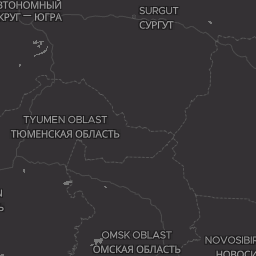 ВТОНОМНЫЙ
КРУГ — ЮГРА
SURGUT
СУРГУТ
TYUMEN OBLAST
ТЮМЕНСКАЯ ОБЛАСТЬ
OMSK OBLAST
ОМСКАЯ ОБЛАСТЬ
NOVOSIBIR
НОВОСИ